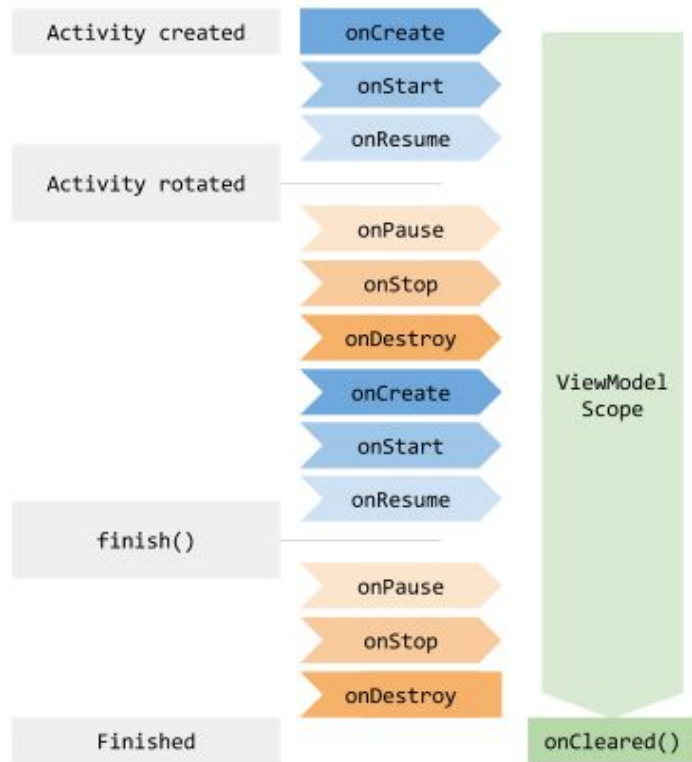 Activity created
onCreate
onStart
onResume
Activity rotated
onPause
onStop
onDestroy
onCreate
onStart
onResume
finish()
onPause
onStop
onDestroy
Finished
ViewModel
Scope
onCleared()